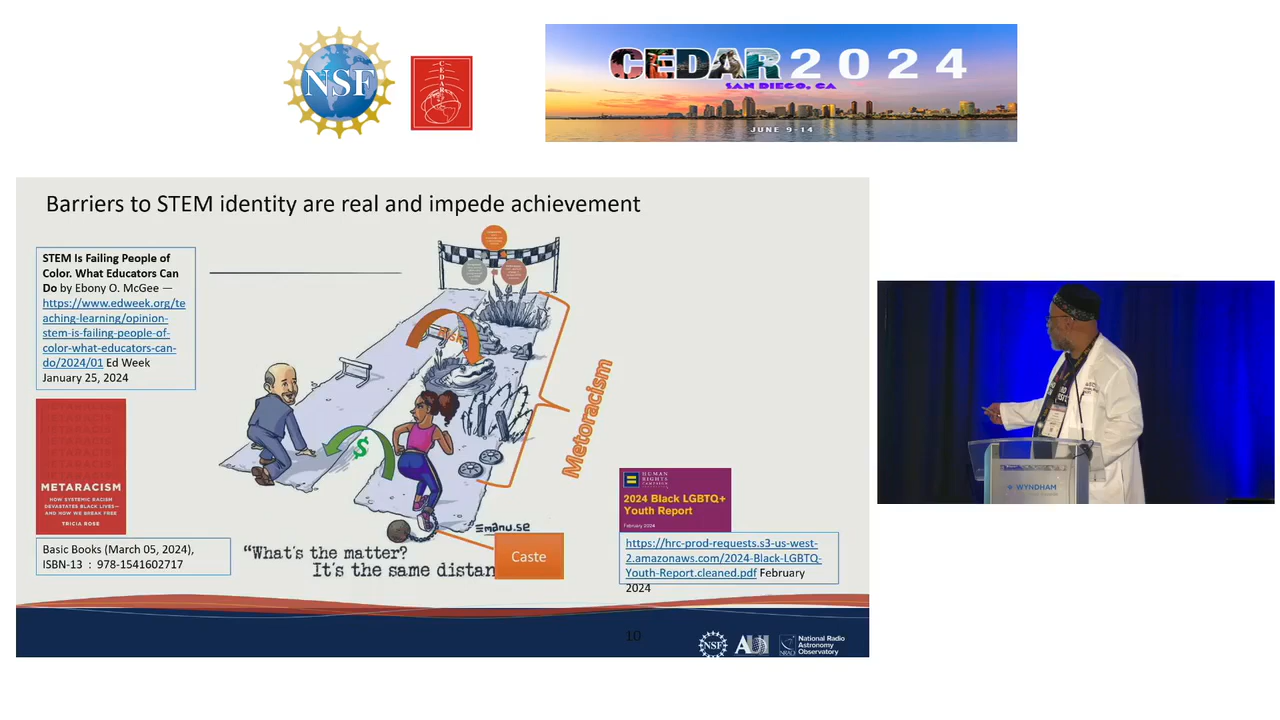 NSF
CEDAR
CEDAR 2024
SAN DIEGO, CA
JUNE 9-14
Barriers to STEM identity are real and impede achievement
STEM Is Failing People of
Color. What Educators Can
Do by Ebony O. McGee —
https://www.edweek.org/te
aching-learning/opinion-
stem-is-failing-people-of-
color-what-educators-can-
do/2024/01 Ed Week
January 25, 2024
METARACISM
HOW SYSTEMIC RACISM
DEVASTATES BLACK LIVES—
AND HOW WE BREAK FREE
TRICIA ROSE
Basic Books (March 05, 2024),
ISBN-13 : 978-1541602717
Risk
$
Metoracism
Emanu.se
"What's the matter?
It's the same distan
Caste
HUMAN
RIGHTS
CAMPAIGN
2024 Black LGBTQ+
Youth Report
February 2024
https://hrc-prod-requests.s3-us-west-
2.amazonaws.com/2024-Black-LGBTQ-
Youth-Report.cleaned.pdf February
2024
10
NSF
AUI
NRAO
National Radio
Astronomy
Observatory
WYNDHAM